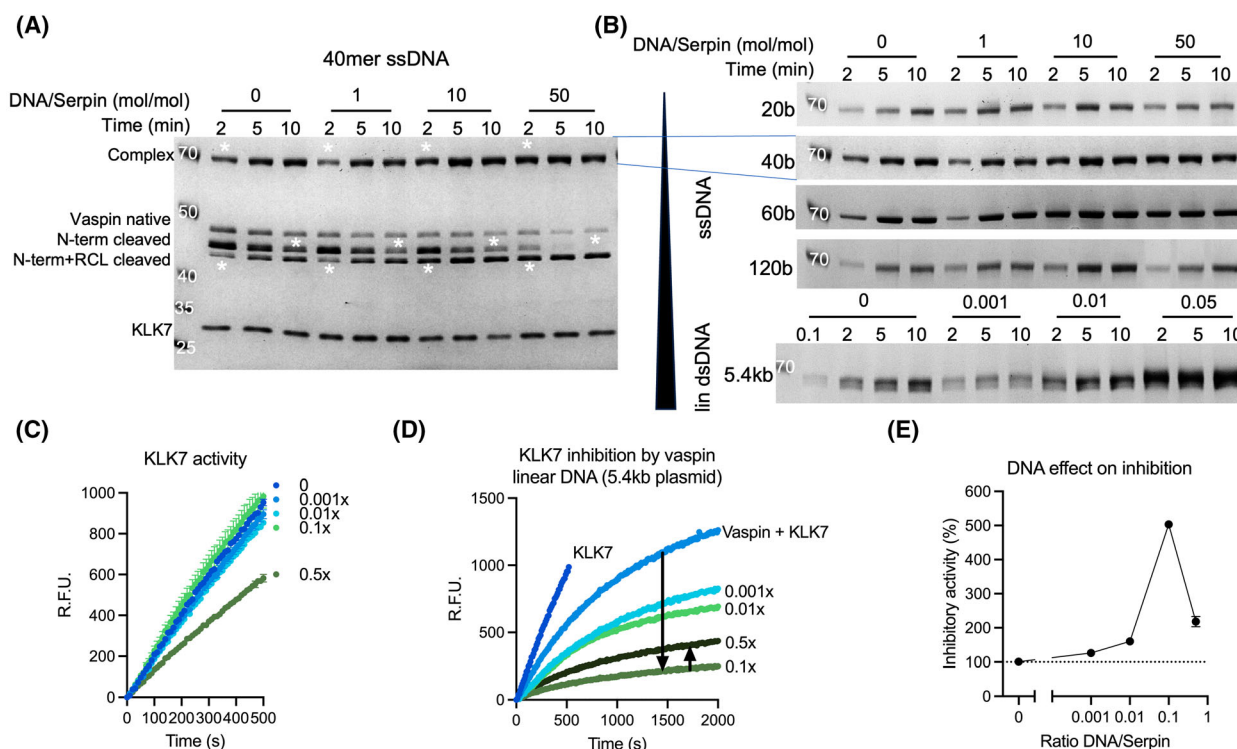 (A)
40mer ssDNA
DNA/Serpin (mol/mol) 0 1 10 50
Time (min) 2 5 10 2 5 10 2 5 10 2 5 10
* * * *
Complex 70
50
Vaspin native
N-term cleaved * * * *
N-term+RCL cleaved * * * *
40
35
KLK7
25
(B)
DNA/Serpin (mol/mol) 0 1 10 50
Time (min) 2 5 10 2 5 10 2 5 10 2 5 10
20b 70
40b 70
60b 70
120b 70
ssDNA
0 0.001 0.01 0.05
0.1 2 5 10 2 5 10 2 5 10 2 5 10
5.4kb 70
lin dsDNA
(C)
KLK7 activity
1000
800
600
400
200
0
R.F.U.
0 100 200 300 400 500
Time (s)
0
0.001x
0.01x
0.1x
0.5x
(D)
KLK7 inhibition by vaspin
linear DNA (5.4kb plasmid)
1500
1000
500
0
R.F.U.
0 500 1000 1500 2000
Time (s)
KLK7
Vaspin + KLK7
0.001x
0.01x
0.5x
0.1x
(E)
DNA effect on inhibition
600
500
400
300
200
100
0
Inhibitory activity (%)
0 0.001 0.01 0.1 1
Ratio DNA/Serpin